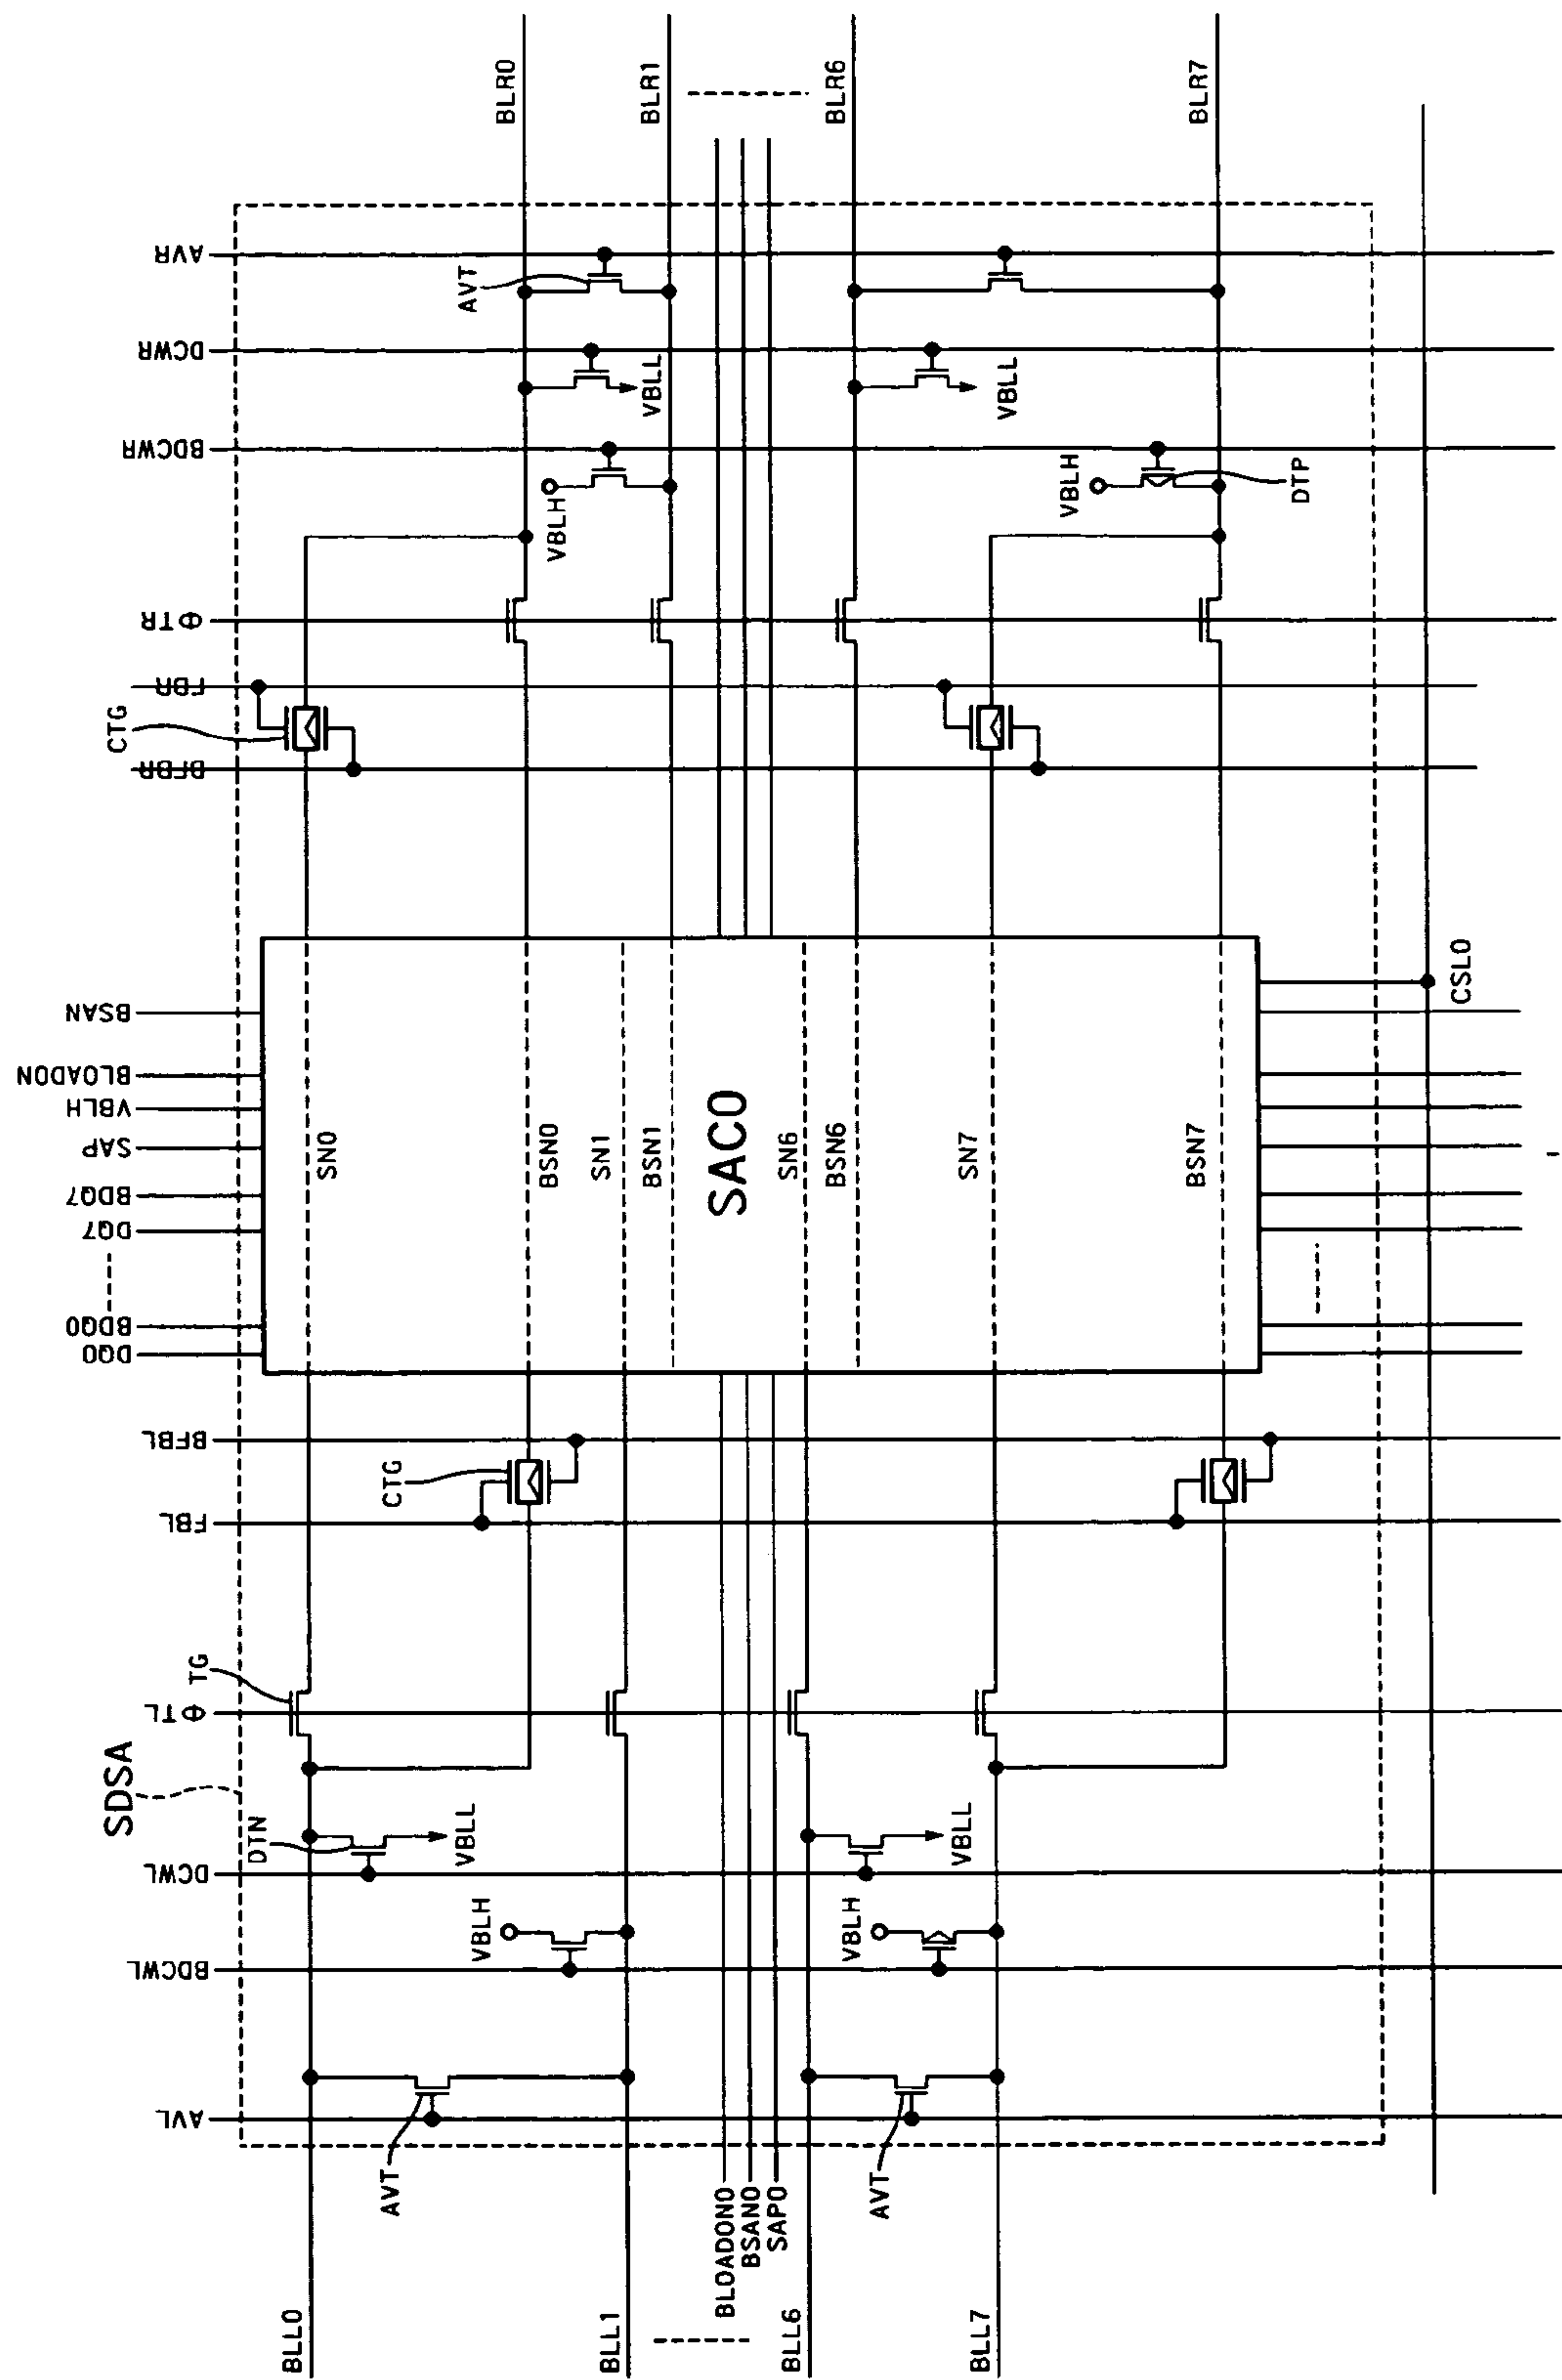 SDSA
AVL
BDCWL
DCWL
ΦTL
FBL
BFBL
DQ0
BDQ0
DQ7
BDQ7
SAP
VBLH
BLOADON
BSAN
BFBR
FBR
ΦTR
BDCWR
DCWR
AVR
BLL0
AVT
DTN
VBLL
TG
CTG
SN0
CTG
AVT
BLR0
VBLH
BSN0
VBLH
VBLL
BLL1
SN1
BSN1
BLR1
BLOADON0
BSAN0
SAP0
SAC0
BLL6
AVT
VBLH
VBLL
SN6
BSN6
BLR6
BLL7
SN7
VBLH
VBLL
BSN7
DTP
BLR7
CSL0